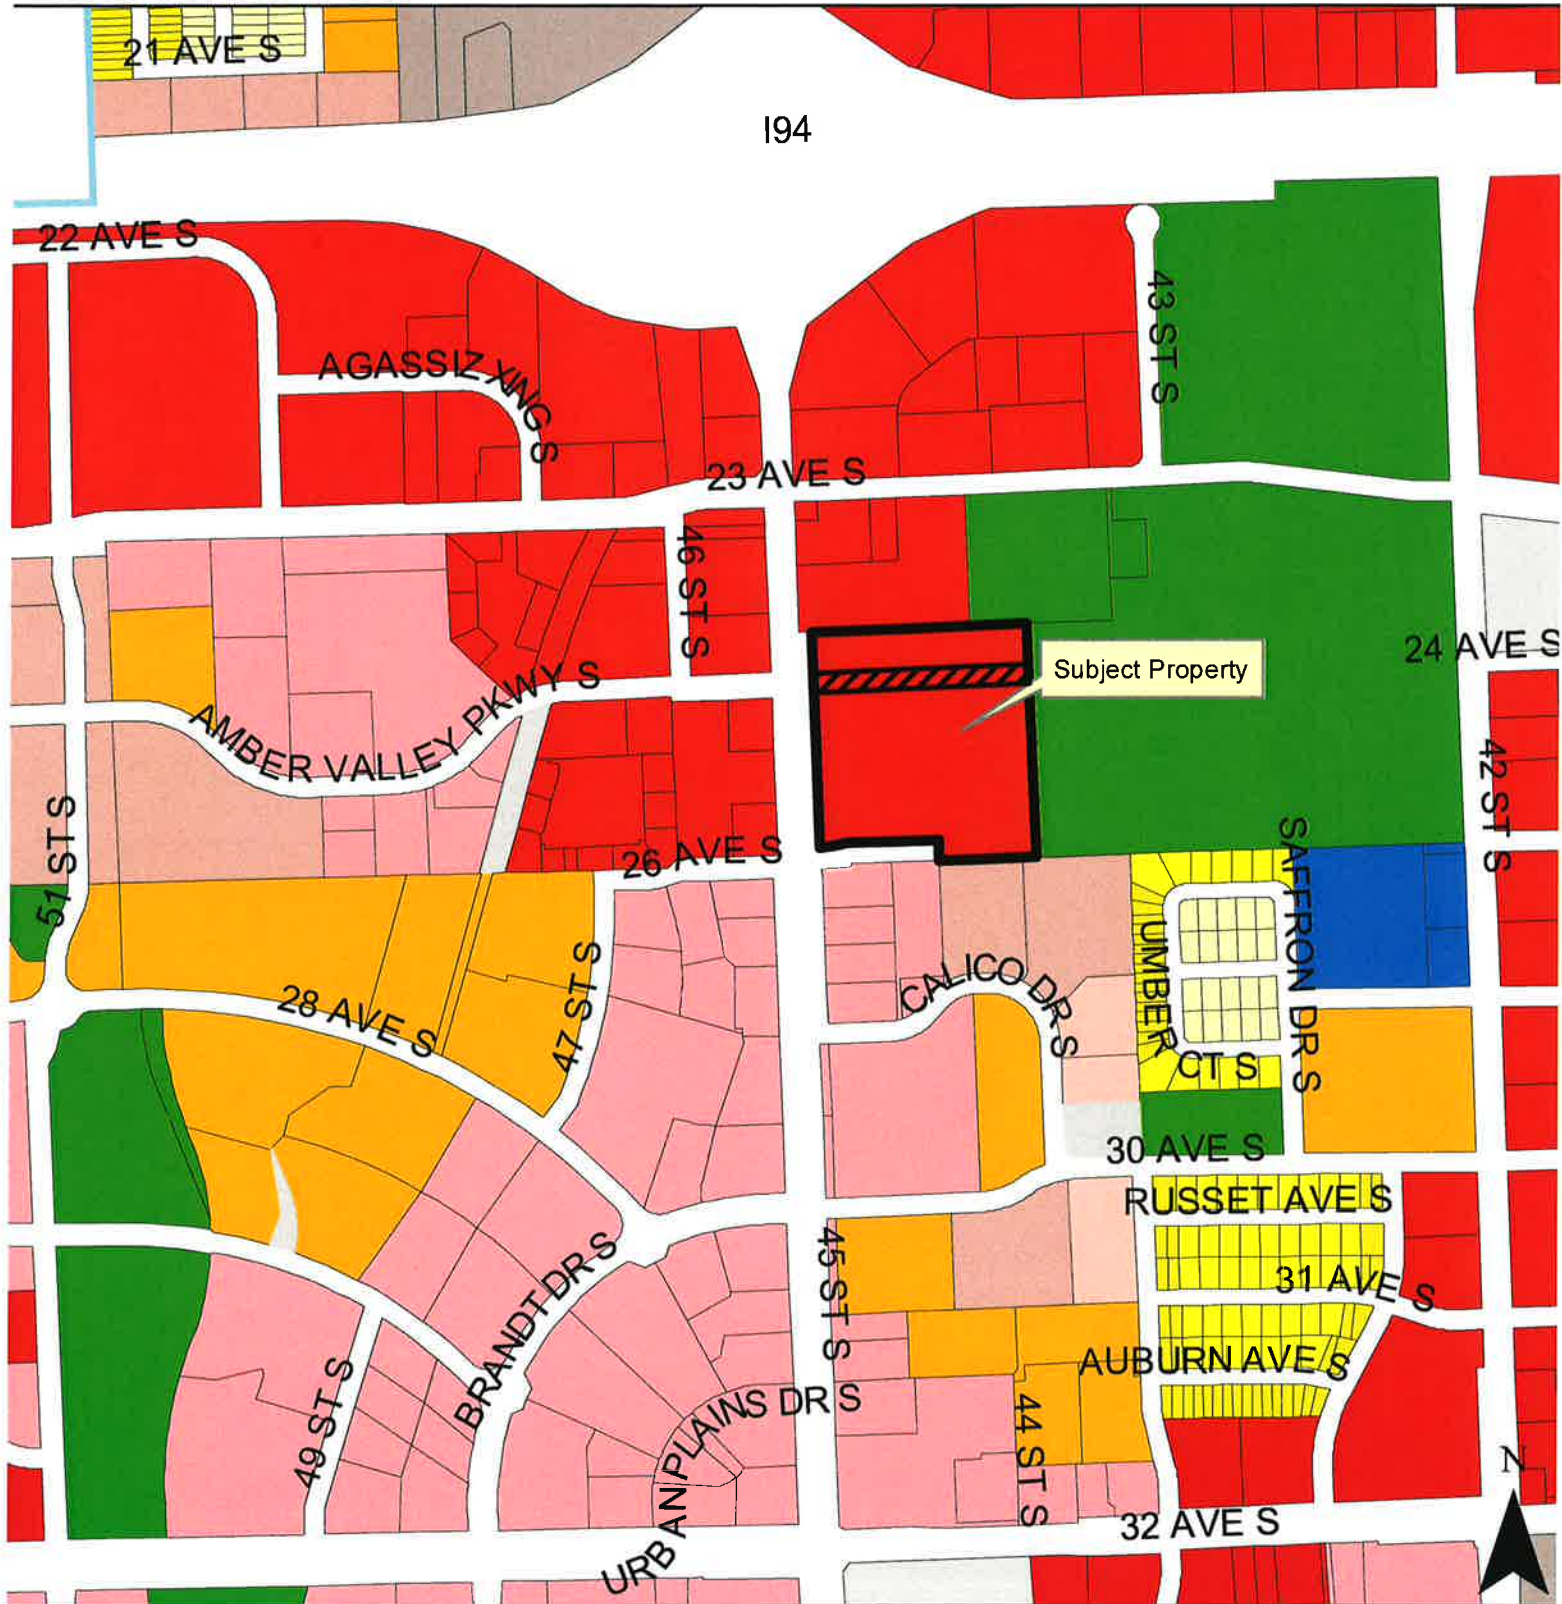 21 AVE S
I94
22 AVE S
43 ST S
AGASSIZ XING S
23 AVE S
46 ST S
24 AVE S
Subject Property
AMBER VALLEY PKWY S
42 ST S
51 ST S
26 AVE S
SAFFRON DR S
UMBER CT S
CALICO DR S
28 AVE S
47 ST S
30 AVE S
RUSSET AVE S
45 ST S
BRANDT DR S
31 AVE S
AUBURN AVE S
49 ST S
URBAN PLAINS DR S
44 ST S
N
32 AVE S